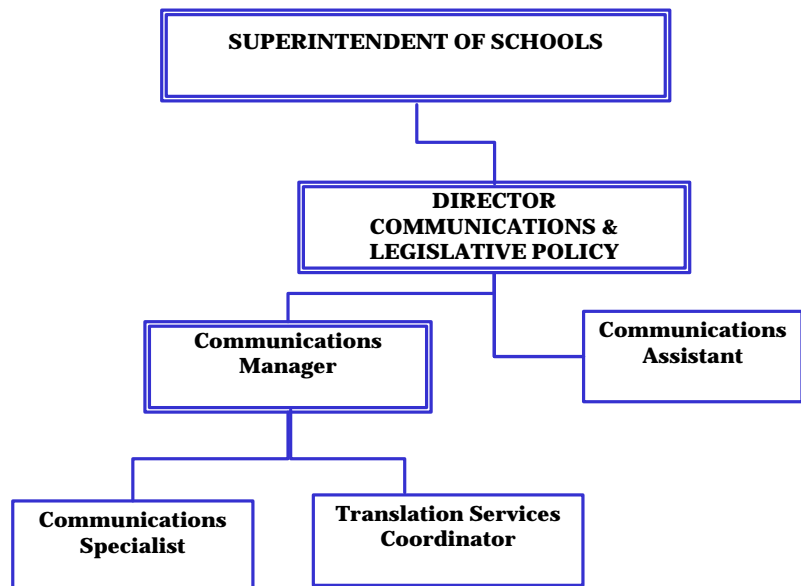 SUPERINTENDENT OF SCHOOLS
DIRECTOR
COMMUNICATIONS &
LEGISLATIVE POLICY
Communications
Manager
Communications
Assistant
Communications
Specialist
Translation Services
Coordinator